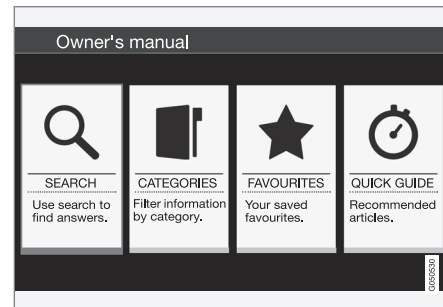 Owner's manual
SEARCH
Use search to
find answers.
CATEGORIES
Filter information
by category.
FAVOURITES
Your saved
favourites.
QUICK GUIDE
Recommended
articles.
G050530